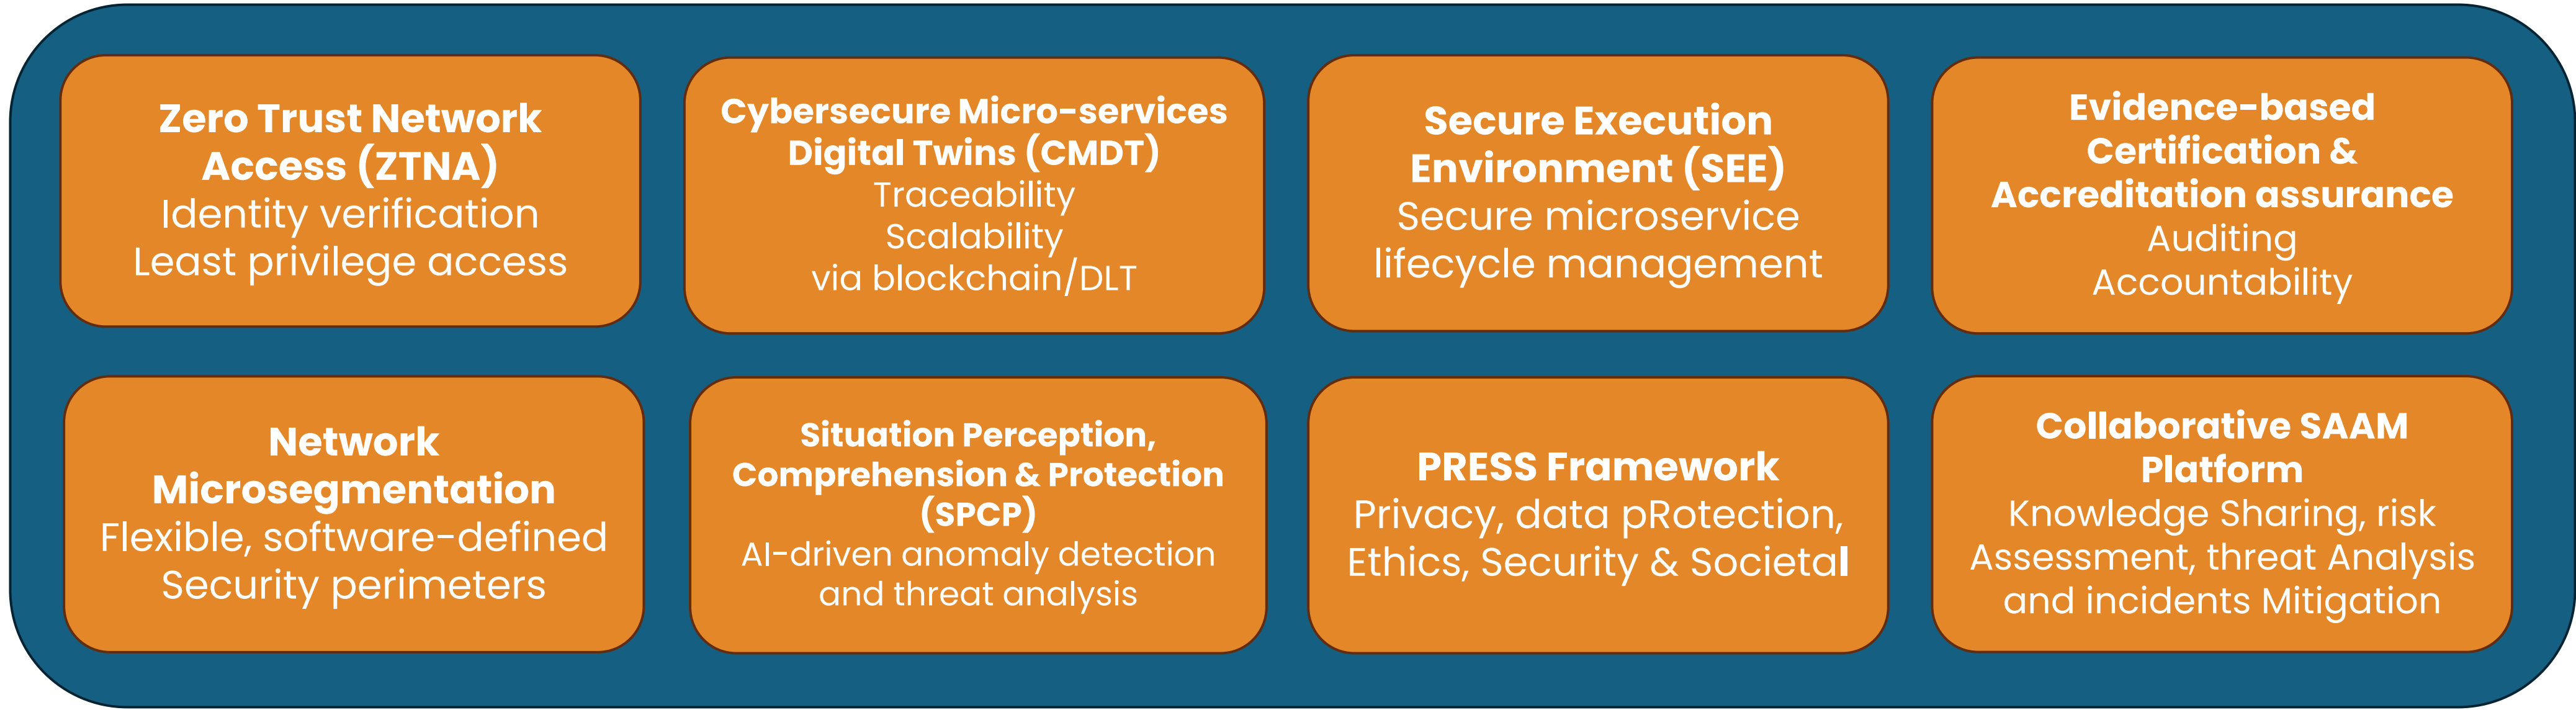 Zero Trust Network
Access (ZTNA)
Identity verification
Least privilege access
Cybersecure Micro-services
Digital Twins (CMDT)
Traceability
Scalability
via blockchain/DLT
Secure Execution
Environment (SEE)
Secure microservice
lifecycle management
Evidence-based
Certification &
Accreditation assurance
Auditing
Accountability
Network
Microsegmentation
Flexible, software-defined
Security perimeters
Situation Perception,
Comprehension & Protection
(SPCP)
AI-driven anomaly detection
and threat analysis
PRESS Framework
Privacy, data pRotection,
Ethics, Security & Societal
Collaborative SAAM
Platform
Knowledge Sharing, risk
Assessment, threat Analysis
and incidents Mitigation